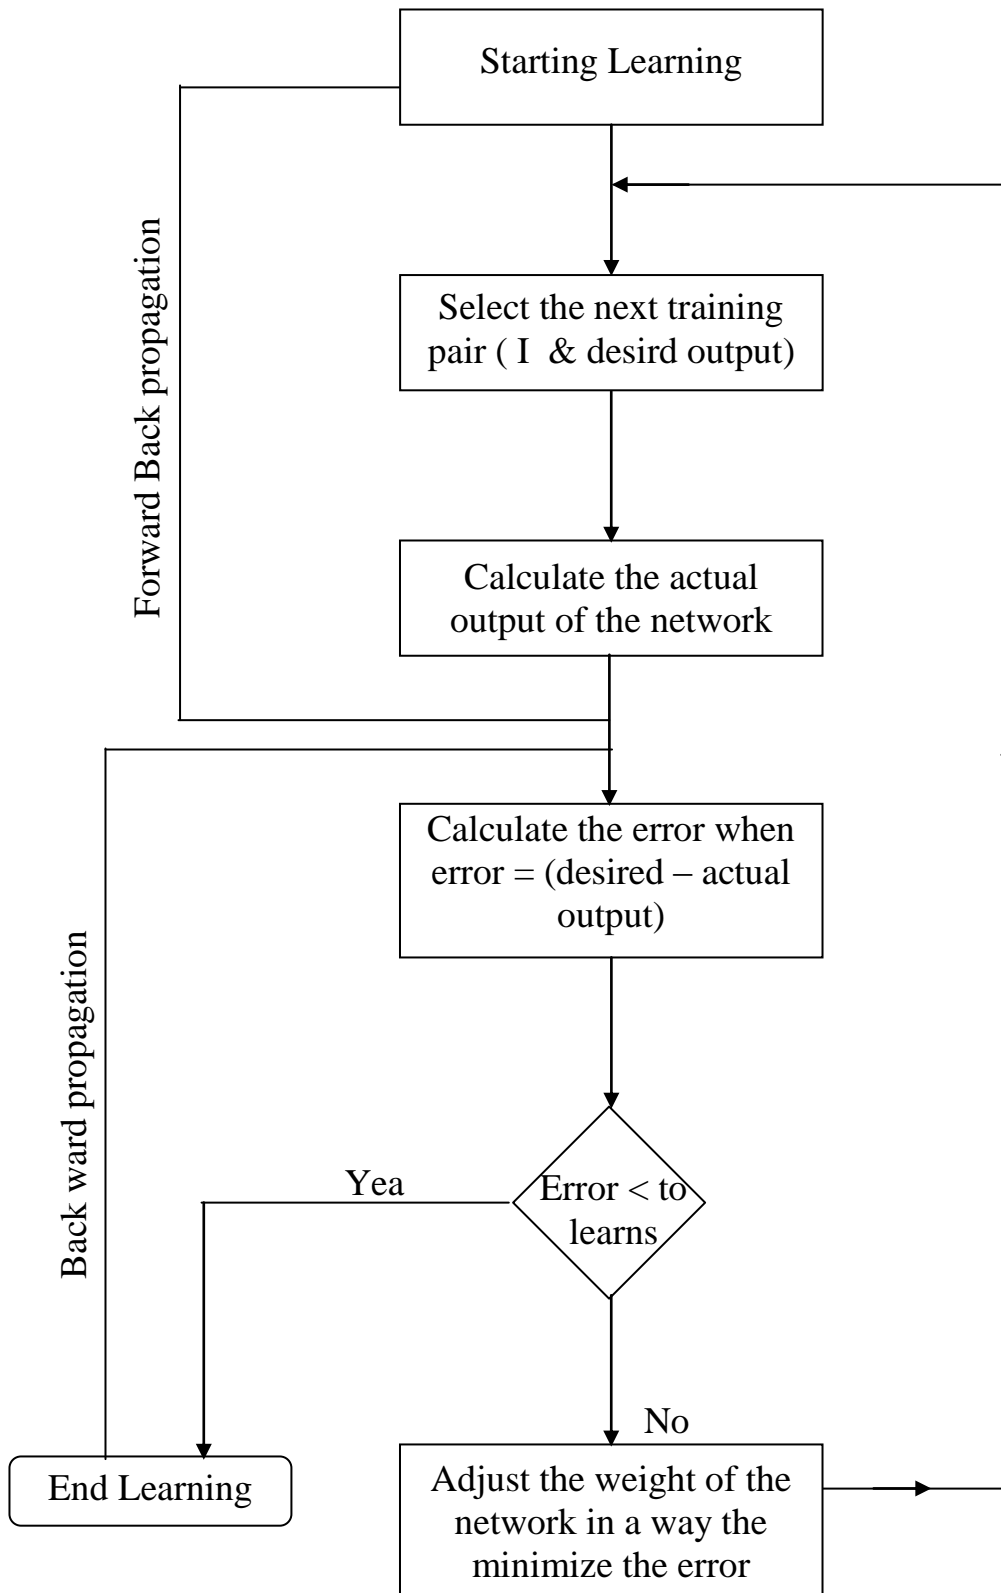 Starting Learning
Forward Back propagation
Select the next training
pair ( I & desird output)
Calculate the actual
output of the network
Calculate the error when
error = (desired – actual
output)
Back ward propagation
Yea
Error < to
learns
No
End Learning
Adjust the weight of the
network in a way the
minimize the error